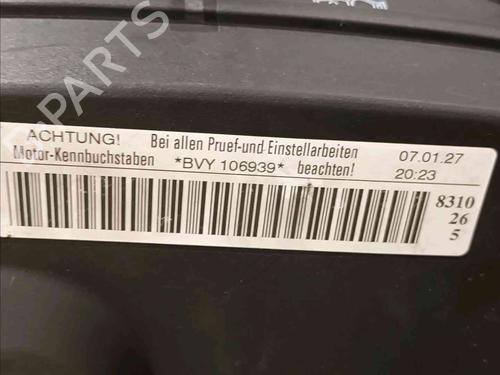 PARTS
ACHTUNG! Bei allen Pruef-und Einstellarbeiten 07.01.27
Motor-Kennbuchstaben *BVY 106939* beachten! 20:23
8310
26
5